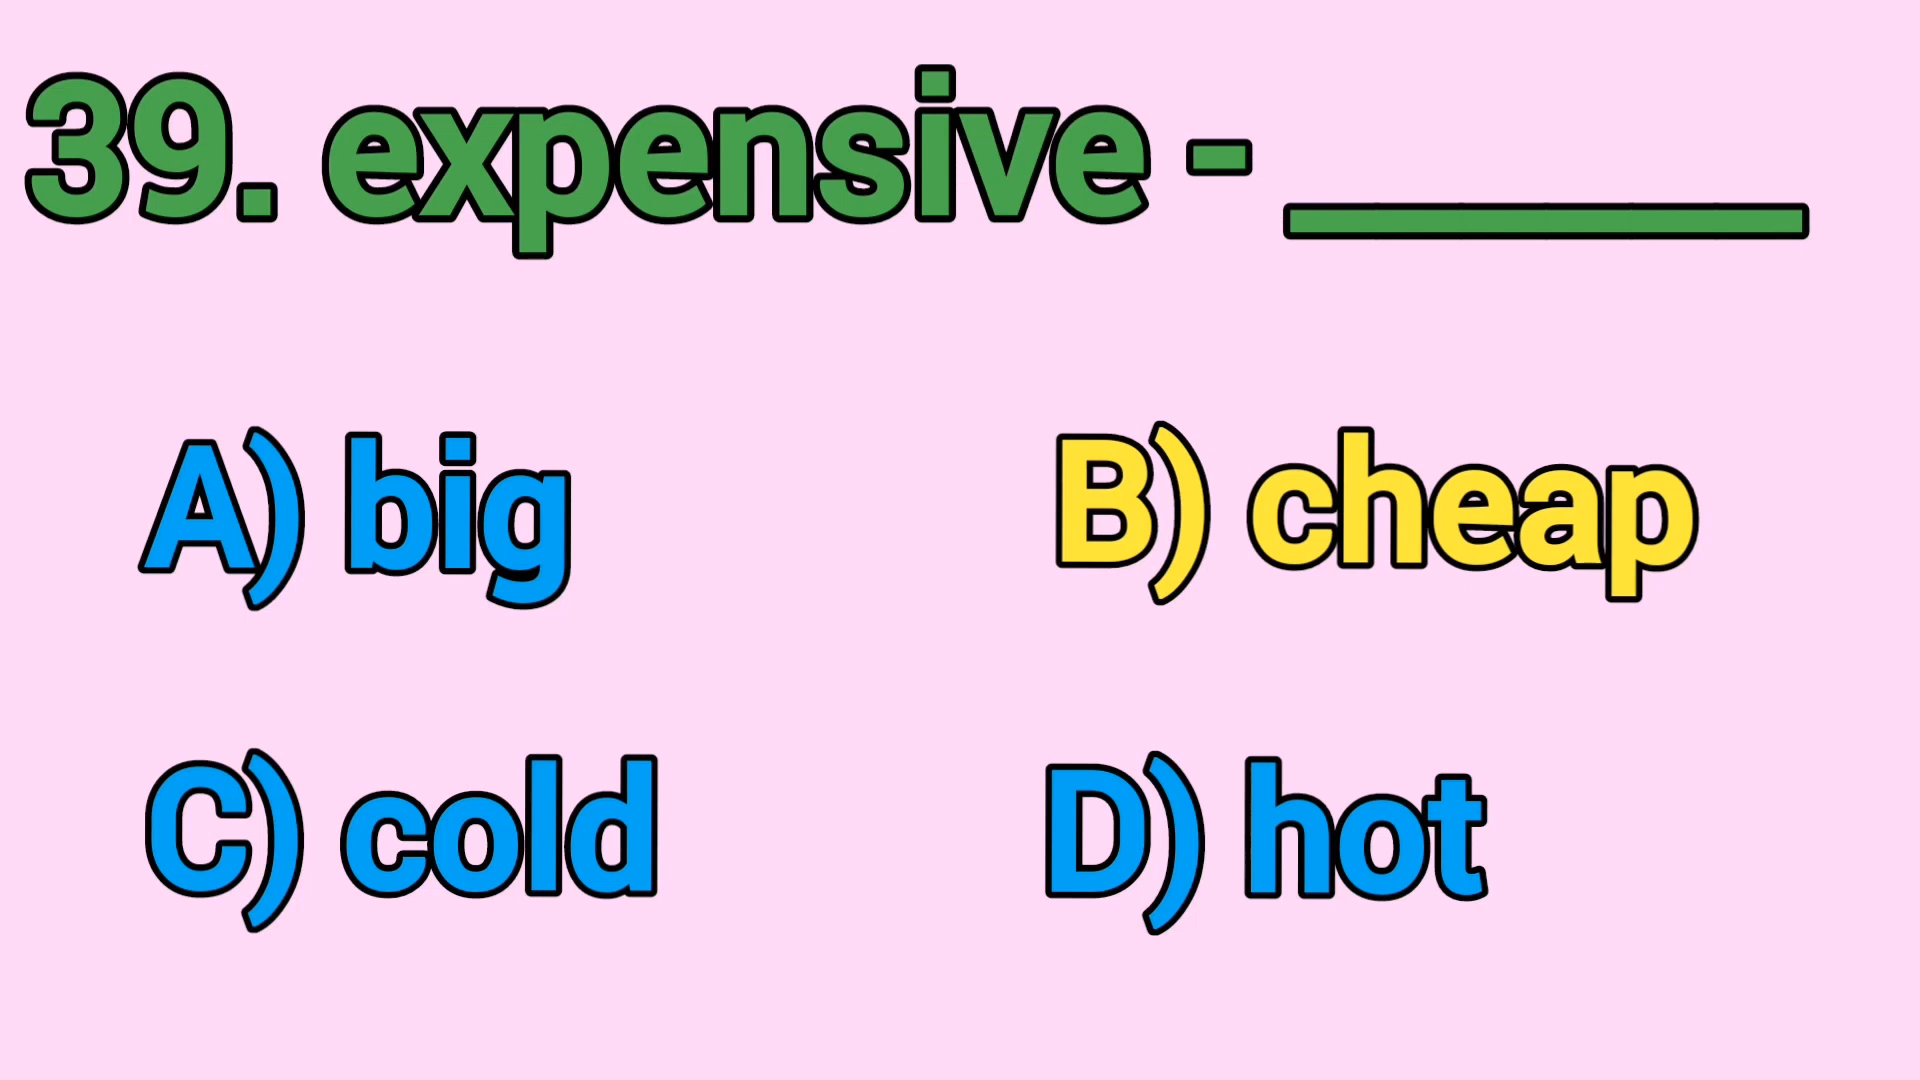 39. expensive - ______
A) big B) cheap
C) cold D) hot